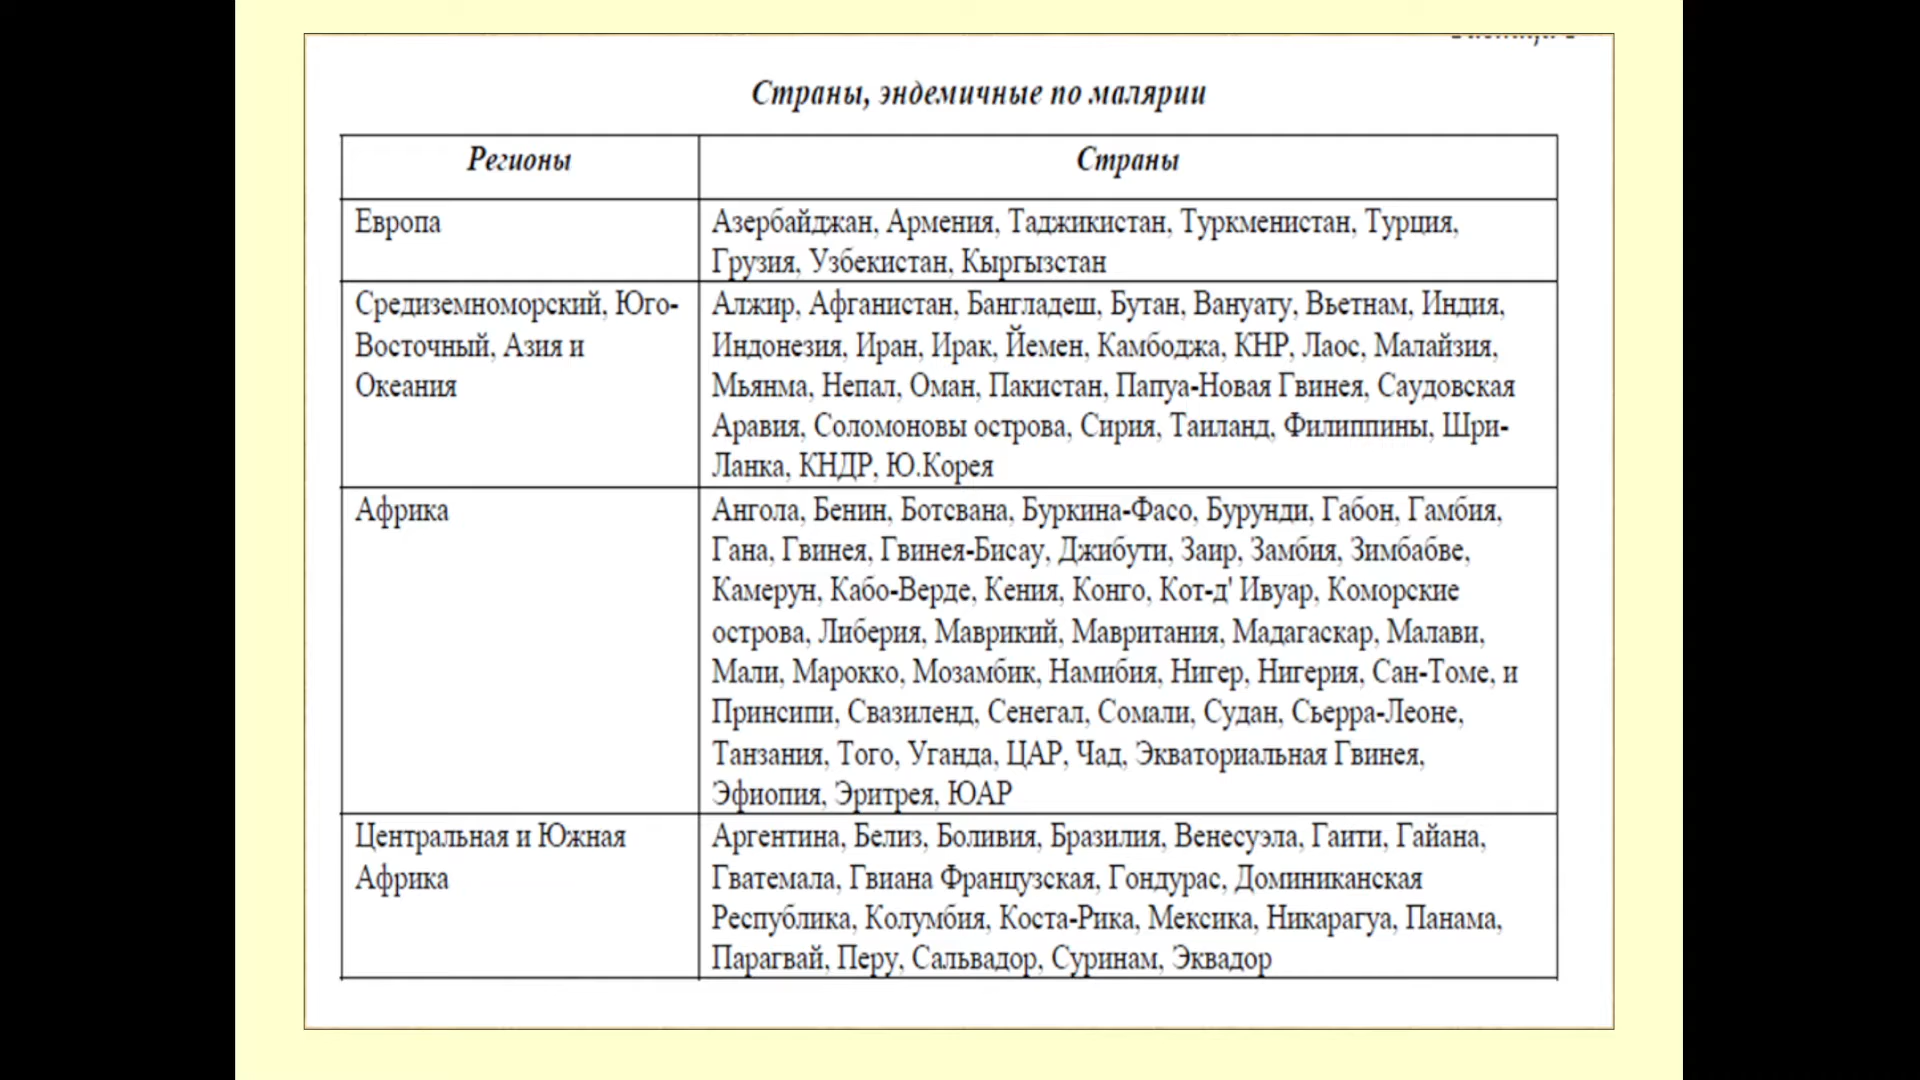 Страны, эндемичные по малярии
Регионы
Страны
Европа
Азербайджан, Армения, Таджикистан, Туркменистан, Турция,
Грузия, Узбекистан, Кыргызстан
Средиземноморский, Юго-
Восточный, Азия и
Океания
Алжир, Афганистан, Бангладеш, Бутан, Вануату, Вьетнам, Индия,
Индонезия, Иран, Ирак, Йемен, Камбоджа, КНР, Лаос, Малайзия,
Мьянма, Непал, Оман, Пакистан, Папуа-Новая Гвинея, Саудовская
Аравия, Соломоновы острова, Сирия, Таиланд, Филиппины, Шри-
Ланка, КНДР, Ю.Корея
Африка
Ангола, Бенин, Ботсвана, Буркина-Фасо, Бурунди, Габон, Гамбия,
Гана, Гвинея, Гвинея-Бисау, Джибути, Заир, Замбия, Зимбабве,
Камерун, Кабо-Верде, Кения, Конго, Кот-д' Ивуар, Коморские
острова, Либерия, Маврикий, Мавритания, Мадагаскар, Малави,
Мали, Марокко, Мозамбик, Намибия, Нигер, Нигерия, Сан-Томе, и
Принсипи, Свазиленд, Сенегал, Сомали, Судан, Сьерра-Леоне,
Танзания, Того, Уганда, ЦАР, Чад, Экваториальная Гвинея,
Эфиопия, Эритрея, ЮАР
Центральная и Южная
Африка
Аргентина, Белиз, Боливия, Бразилия, Венесуэла, Гаити, Гайана,
Гватемала, Гвиана Французская, Гондурас, Доминиканская
Республика, Колумбия, Коста-Рика, Мексика, Никарагуа, Панама,
Парагвай, Перу, Сальвадор, Суринам, Эквадор